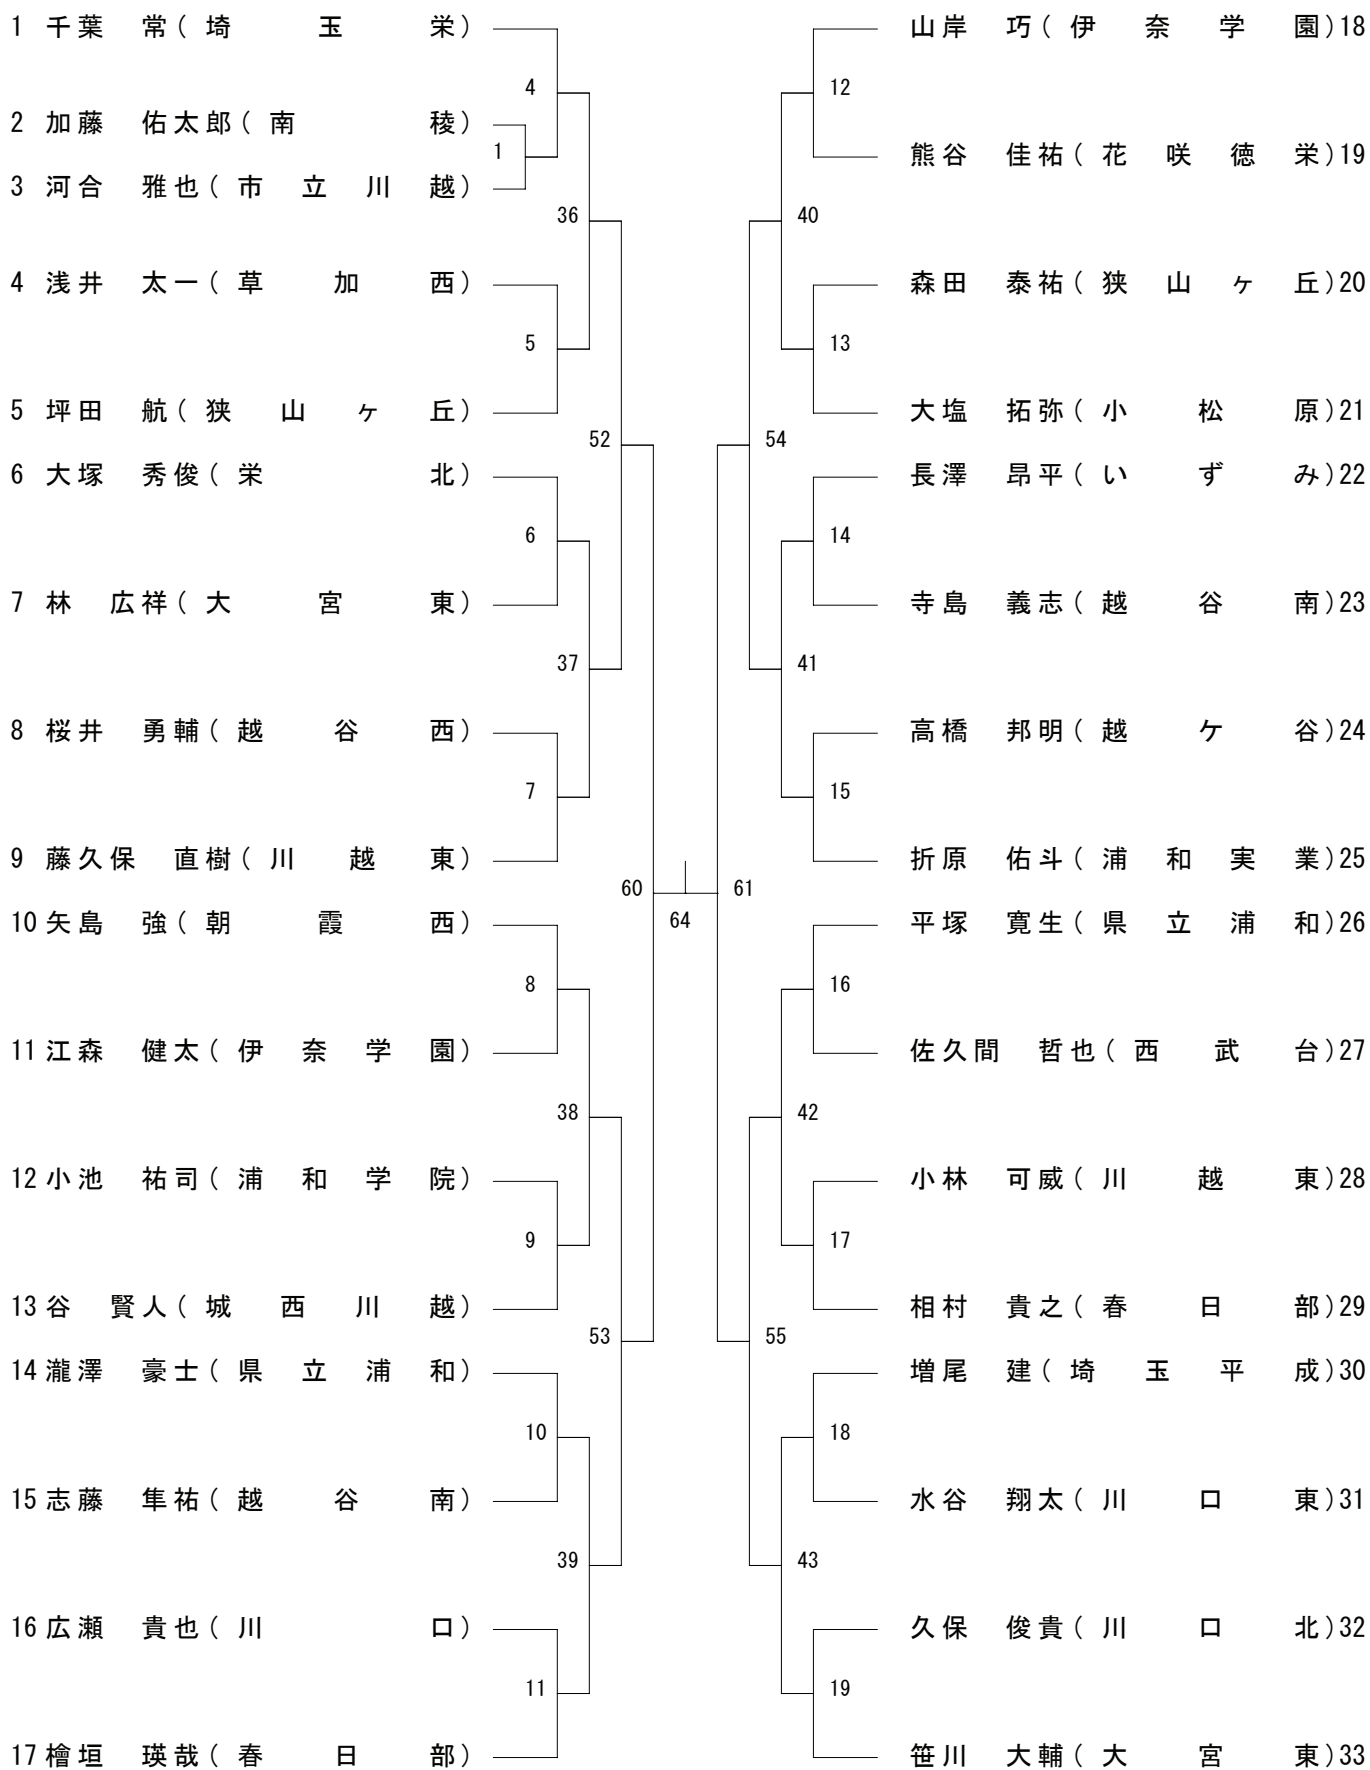 1 千葉 常(埼玉栄)
4
2 加藤 佑太郎(南稜)
1
3 河合 雅也(市立川越)
36
4 浅井 太一(草加西)
5
5 坪田 航(狭山ヶ丘)
52
6 大塚 秀俊(栄北)
6
7 林 広祥(大宮東)
37
8 桜井 勇輔(越谷西)
7
9 藤久保 直樹(川越東)
60
10 矢島 強(朝霞西)
8
11 江森 健太(伊奈学園)
38
12 小池 祐司(浦和学院)
9
13 谷 賢人(城西川越)
53
14 瀧澤 豪士(県立浦和)
10
15 志藤 隼祐(越谷南)
39
16 広瀬 貴也(川口)
11
17 檜垣 瑛哉(春日部)
64
山岸 巧(伊奈学園)18
12
熊谷 佳祐(花咲徳栄)19
40
森田 泰祐(狭山ヶ丘)20
13
大塩 拓弥(小松原)21
54
長澤 昂平(いずみ)22
14
寺島 義志(越谷南)23
41
高橋 邦明(越ケ谷)24
15
折原 佑斗(浦和実業)25
61
平塚 寛生(県立浦和)26
16
佐久間 哲也(西武台)27
42
小林 可威(川越東)28
17
相村 貴之(春日部)29
55
増尾 建(埼玉平成)30
18
水谷 翔太(川口東)31
43
久保 俊貴(川口北)32
19
笹川 大輔(大宮東)33